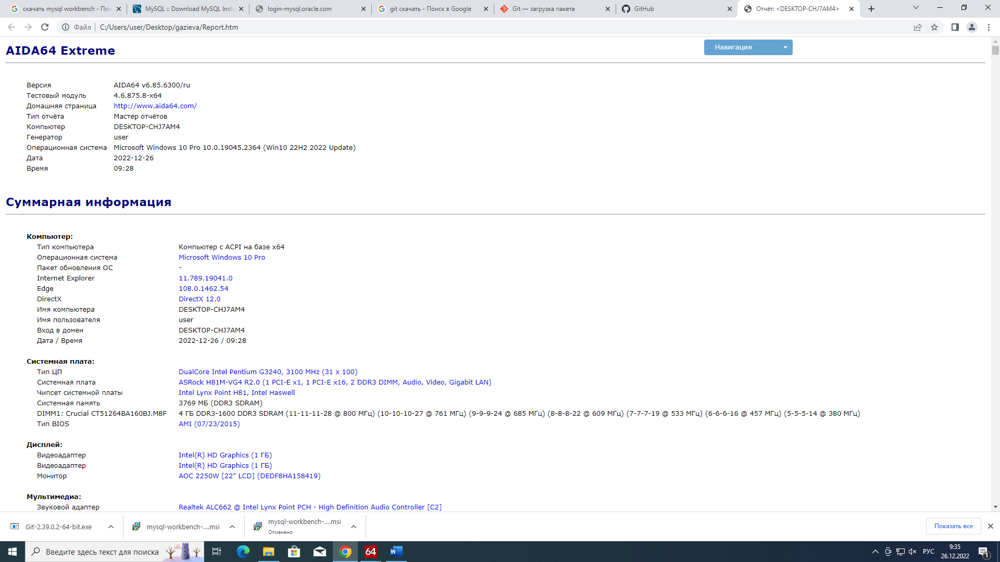 скачать mysql workbench - Пои
MySQL :: Download MySQL Insta
login-mysql.oracle.com
git скачать - Поиск в Google
Git — загрузка пакета
GitHub
Отчёт: <DESKTOP-CHJ7AM4>
Файл
C:/Users/user/Desktop/gazieva/Report.htm
AIDA64 Extreme
Навигация
Версия AIDA64 v6.85.6300/ru
Тестовый модуль 4.6.875.8-x64
Домашняя страница http://www.aida64.com/
Тип отчёта Мастер отчётов
Компьютер DESKTOP-CHJ7AM4
Генератор user
Операционная система Microsoft Windows 10 Pro 10.0.19045.2364 (Win10 22H2 2022 Update)
Дата 2022-12-26
Время 09:28
Суммарная информация
Компьютер:
Тип компьютера Компьютер с ACPI на базе x64
Операционная система Microsoft Windows 10 Pro
Пакет обновления ОС -
Internet Explorer 11.789.19041.0
Edge 108.0.1462.54
DirectX DirectX 12.0
Имя компьютера DESKTOP-CHJ7AM4
Имя пользователя user
Вход в домен DESKTOP-CHJ7AM4
Дата / Время 2022-12-26 / 09:28
Системная плата:
Тип ЦП DualCore Intel Pentium G3240, 3100 MHz (31 x 100)
Системная плата ASRock H81M-VG4 R2.0 (1 PCI-E x1, 1 PCI-E x16, 2 DDR3 DIMM, Audio, Video, Gigabit LAN)
Чипсет системной платы Intel Lynx Point H81, Intel Haswell
Системная память 3769 МБ (DDR3 SDRAM)
DIMM1: Crucial CT51264BA160BJ.M8F 4 ГБ DDR3-1600 DDR3 SDRAM (11-11-11-28 @ 800 МГц) (10-10-10-27 @ 761 МГц) (9-9-9-24 @ 685 МГц) (8-8-8-22 @ 609 МГц) (7-7-7-19 @ 533 МГц) (6-6-6-16 @ 457 МГц) (5-5-5-14 @ 380 МГц)
Тип BIOS AMI (07/23/2015)
Дисплей:
Видеоадаптер Intel(R) HD Graphics (1 ГБ)
Видеоадаптер Intel(R) HD Graphics (1 ГБ)
Монитор AOC 2250W [22" LCD] (DEDF8HA158419)
Мультимедиа:
Звуковой адаптер Realtek ALC662 @ Intel Lynx Point PCH - High Definition Audio Controller [C2]
Git-2.39.0.2-64-bit.exe
mysql-workbench-....msi
mysql-workbench-....msi
Отменено
Показать все
Введите здесь текст для поиска
64
РУС
9:35
26.12.2022
1